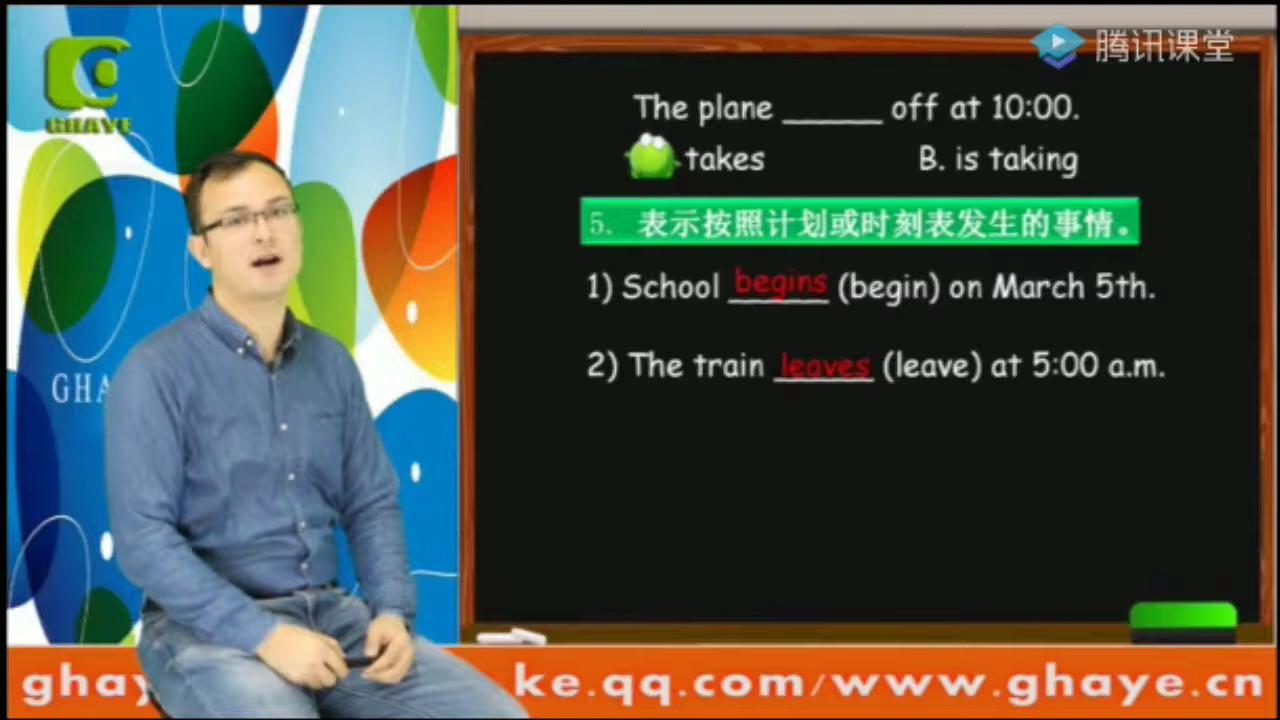 GHAYE
腾讯课堂
The plane ______ off at 10:00.
takes
B. is taking
5. 表示按照计划或时刻表发生的事情。
1) School begins (begin) on March 5th.
2) The train leaves (leave) at 5:00 a.m.
GHA
ghay
ke.qq.com/www.ghaye.cn